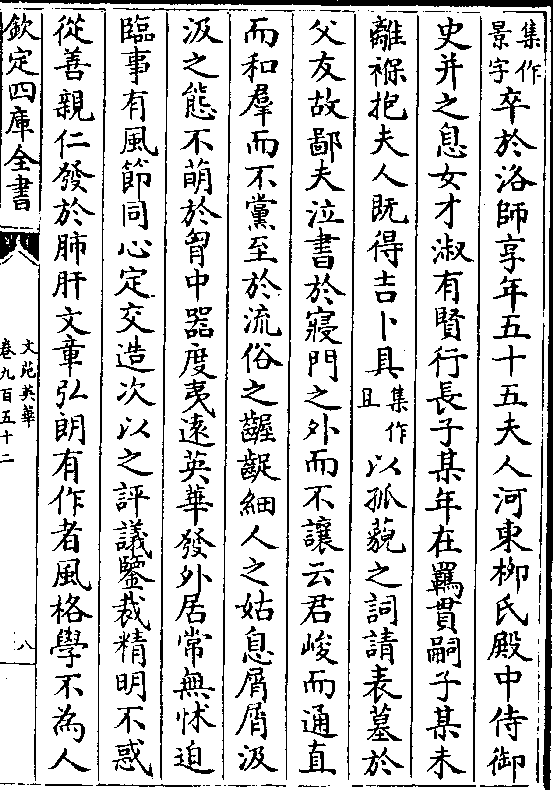 集作景字卒於洛師享年五十五夫人河東栁氏殿中侍御
史并之息女才淑有賢行長子某年在羈貫嗣子某未
離褓抱夫人既得吉卜具集作且以孤藐之詞請表墓於
父友故鄙夫泣書於寢門之外而不讓云君峻而通直
而和羣而不黨至於流俗之齷齪細人之姑息屑屑汲
汲之態不萌於胷中器度夷遠英華發外居常無怵迫
臨事有風節同心定交造次以之評議鑒裁精明不惑
從善親仁發於肺肝文章弘朗有作者風格學不為人
欽定四庫全書
文苑英華
卷九百五十二
八